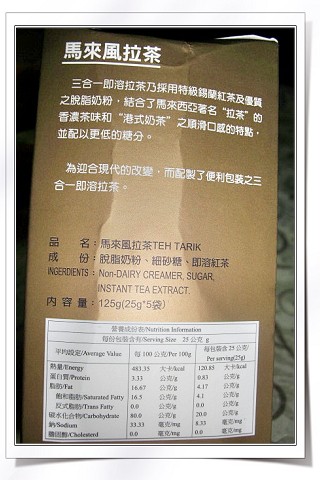 馬來風拉茶
三合一即溶拉茶乃採用特級錫蘭紅茶及優質
之脫脂奶粉，結合了馬來西亞著名“拉茶”的
香濃茶味和“港式奶茶”之順滑口感的特點，
並配以更低的糖分。
為迎合現代的改變，而配製了便利包裝之三
合一即溶拉茶。
品 名：馬來風拉茶TEH TARIK
成 份：脫脂奶粉、細砂糖、即溶紅茶
INGERDIENTS：Non-DAIRY CREAMER, SUGAR,
INSTANT TEA EXTRACT.
內 容 量：125g(25g*5袋)
營養成份表/Nutrition Information
每份包裝含有/Serving Size 25 公克 g
平均設定/Average Value 每 100 公克/Per 100g 每包裝含 25 公克/
Per serving(25g)
熱量/Energy 483.35 大卡/kcal 120.85 大卡/kcal
蛋白質/Protein 3.33 公克/g 0.83 公克/g
脂肪/Fat 16.67 公克/g 4.17 公克/g
飽和脂肪/Saturated Fatty 16.5 公克/g 4.1 公克/g
反式脂肪/Trans Fatty 0.0 公克/g 0.0 公克/g
碳水化合物/Carbohydrate 80.0 公克/g 20.0 公克/g
鈉/Sodium 33.33 毫克/mg 8.33 毫克/mg
膽固醇/Cholesterd 0.0 毫克/mg 0.0 毫克/mg